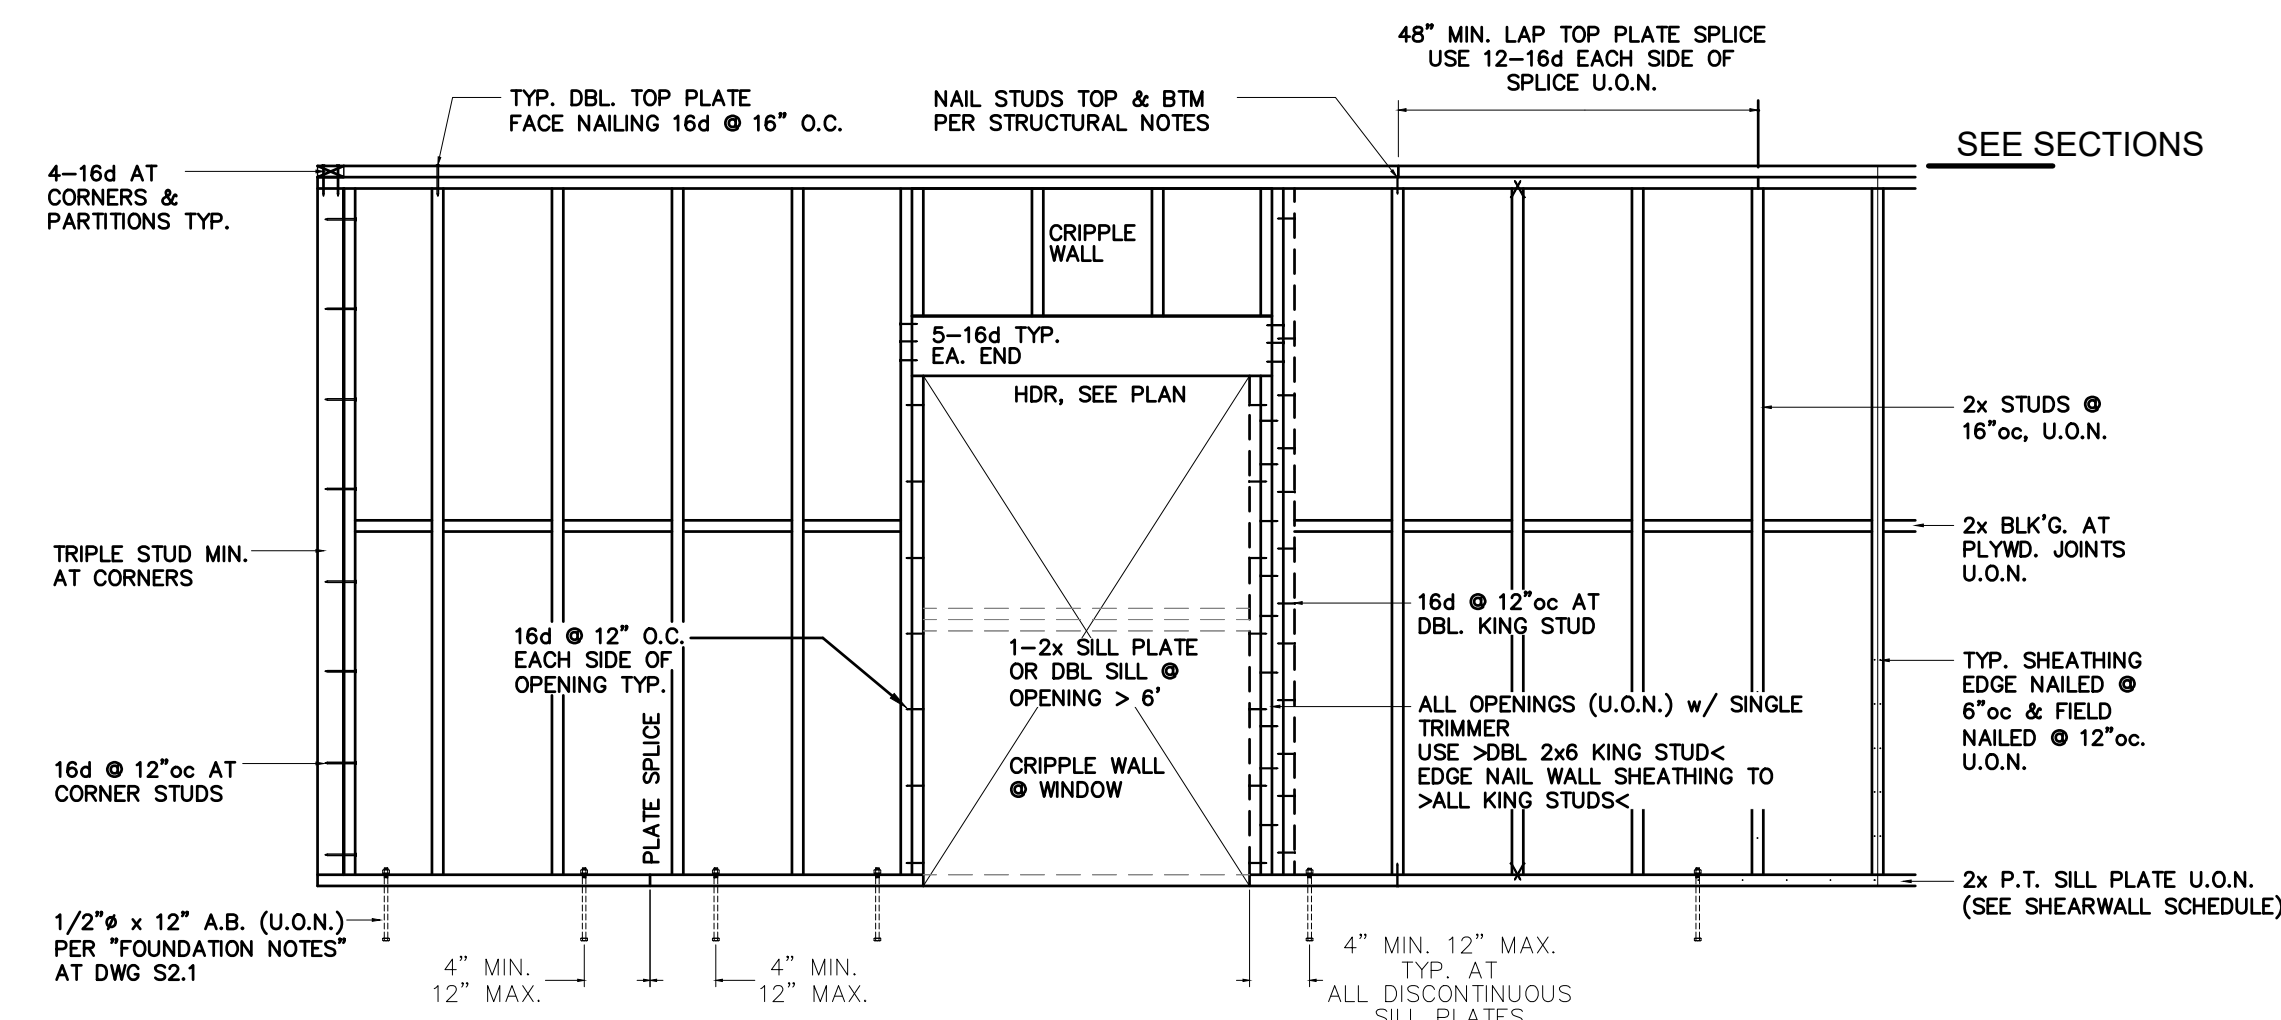 48” MIN. LAP TOP PLATE SPLICE
USE 12–16d EACH SIDE OF
SPLICE U.O.N.
TYP. DBL. TOP PLATE
FACE NAILING 16d @ 16” O.C.
NAIL STUDS TOP & BTM
PER STRUCTURAL NOTES
SEE SECTIONS
4–16d AT
CORNERS &
PARTITIONS TYP.
CRIPPLE
WALL
5–16d TYP.
EA. END
HDR, SEE PLAN
2x STUDS @
16”oc, U.O.N.
2x BLK'G. AT
PLYWD. JOINTS
U.O.N.
TRIPLE STUD MIN.
AT CORNERS
16d @ 12”oc AT
DBL. KING STUD
16d @ 12” O.C.
EACH SIDE OF
OPENING TYP.
1–2x SILL PLATE
OR DBL SILL @
OPENING > 6'
TYP. SHEATHING
EDGE NAILED @
6”oc & FIELD
NAILED @ 12”oc.
U.O.N.
ALL OPENINGS (U.O.N.) w/ SINGLE
TRIMMER
USE >DBL 2x6 KING STUD<
EDGE NAIL WALL SHEATHING TO
>ALL KING STUDS<
PLATE SPLICE
16d @ 12”oc AT
CORNER STUDS
CRIPPLE WALL
@ WINDOW
2x P.T. SILL PLATE U.O.N.
(SEE SHEARWALL SCHEDULE)
1/2”ø x 12” A.B. (U.O.N.)
PER ”FOUNDATION NOTES”
AT DWG S2.1
4” MIN.
12” MAX.
4” MIN.
12” MAX.
4” MIN. 12” MAX.
TYP. AT
ALL DISCONTINUOUS
SILL PLATES